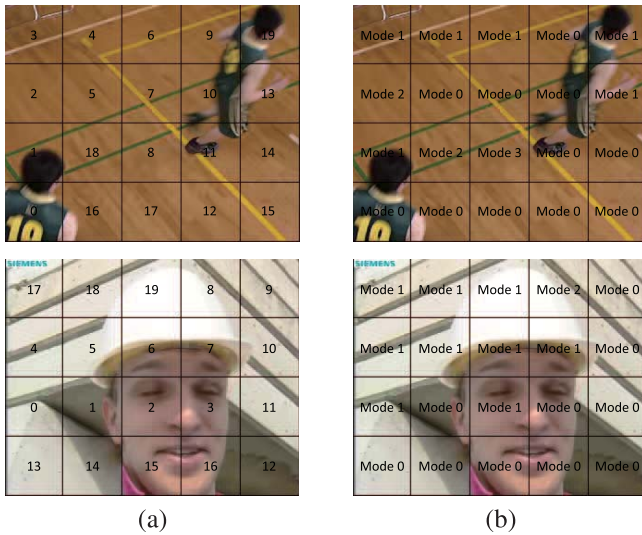 3 4 6 9 19 Mode 1 Mode 1 Mode 1 Mode 0 Mode 1
2 5 7 10 13 Mode 2 Mode 0 Mode 0 Mode 0 Mode 1
1 18 8 11 14 Mode 1 Mode 2 Mode 3 Mode 0 Mode 0
0 16 17 12 15 Mode 0 Mode 0 Mode 0 Mode 0 Mode 0
19 19
SIEMENS SIEMENS
17 18 19 8 9 Mode 1 Mode 1 Mode 1 Mode 2 Mode 0
4 5 6 7 10 Mode 1 Mode 1 Mode 1 Mode 1 Mode 0
0 1 2 3 11 Mode 1 Mode 0 Mode 1 Mode 0 Mode 0
13 14 15 16 12 Mode 0 Mode 0 Mode 0 Mode 0 Mode 0
(a) (b)